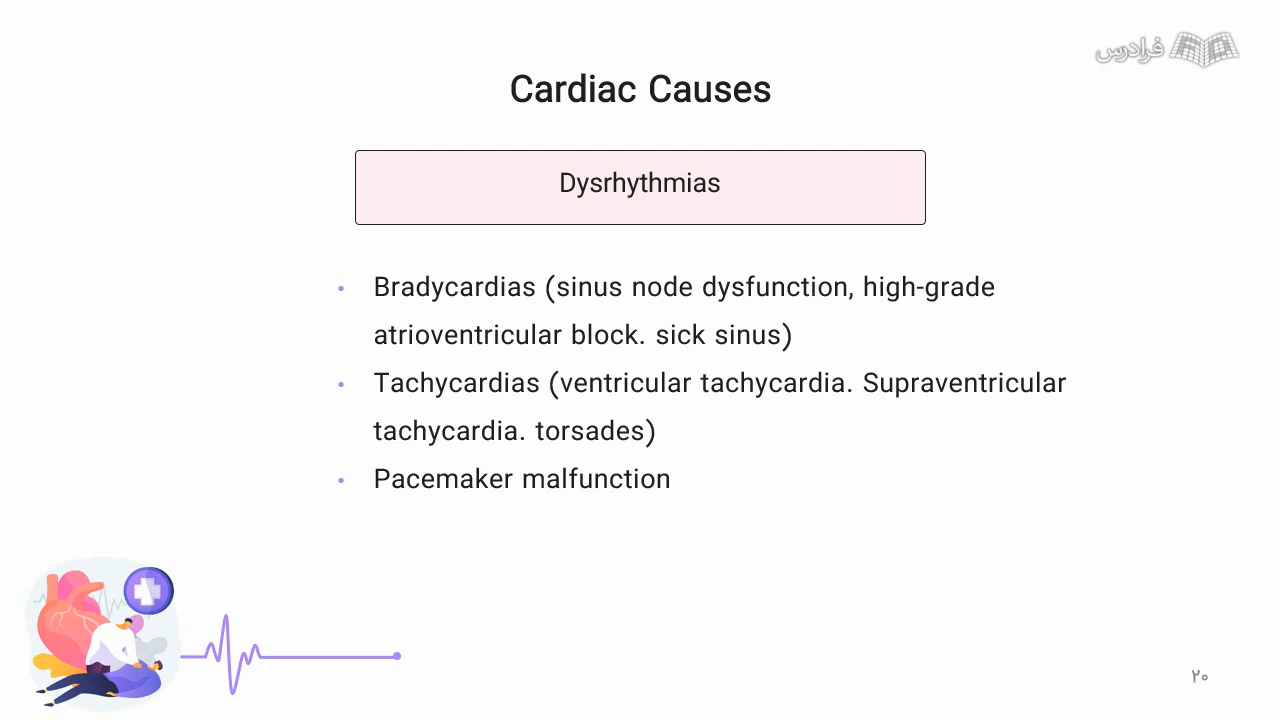 فرادرس
Cardiac Causes
Dysrhythmias
• Bradycardias (sinus node dysfunction, high-grade
atrioventricular block. sick sinus)
• Tachycardias (ventricular tachycardia. Supraventricular
tachycardia. torsades)
• Pacemaker malfunction
۲۰